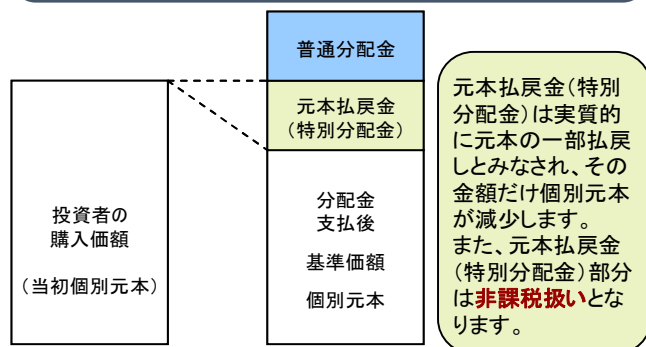 普通分配金
元本払戻金
(特別分配金)
投資者の
購入価額
(当初個別元本)
分配金
支払後
基準価額
個別元本
元本払戻金(特別
分配金)は実質的
に元本の一部払戻
しとみなされ、その
金額だけ個別元本
が減少します。
また、元本払戻金
(特別分配金)部分
は非課税扱いとな
ります。